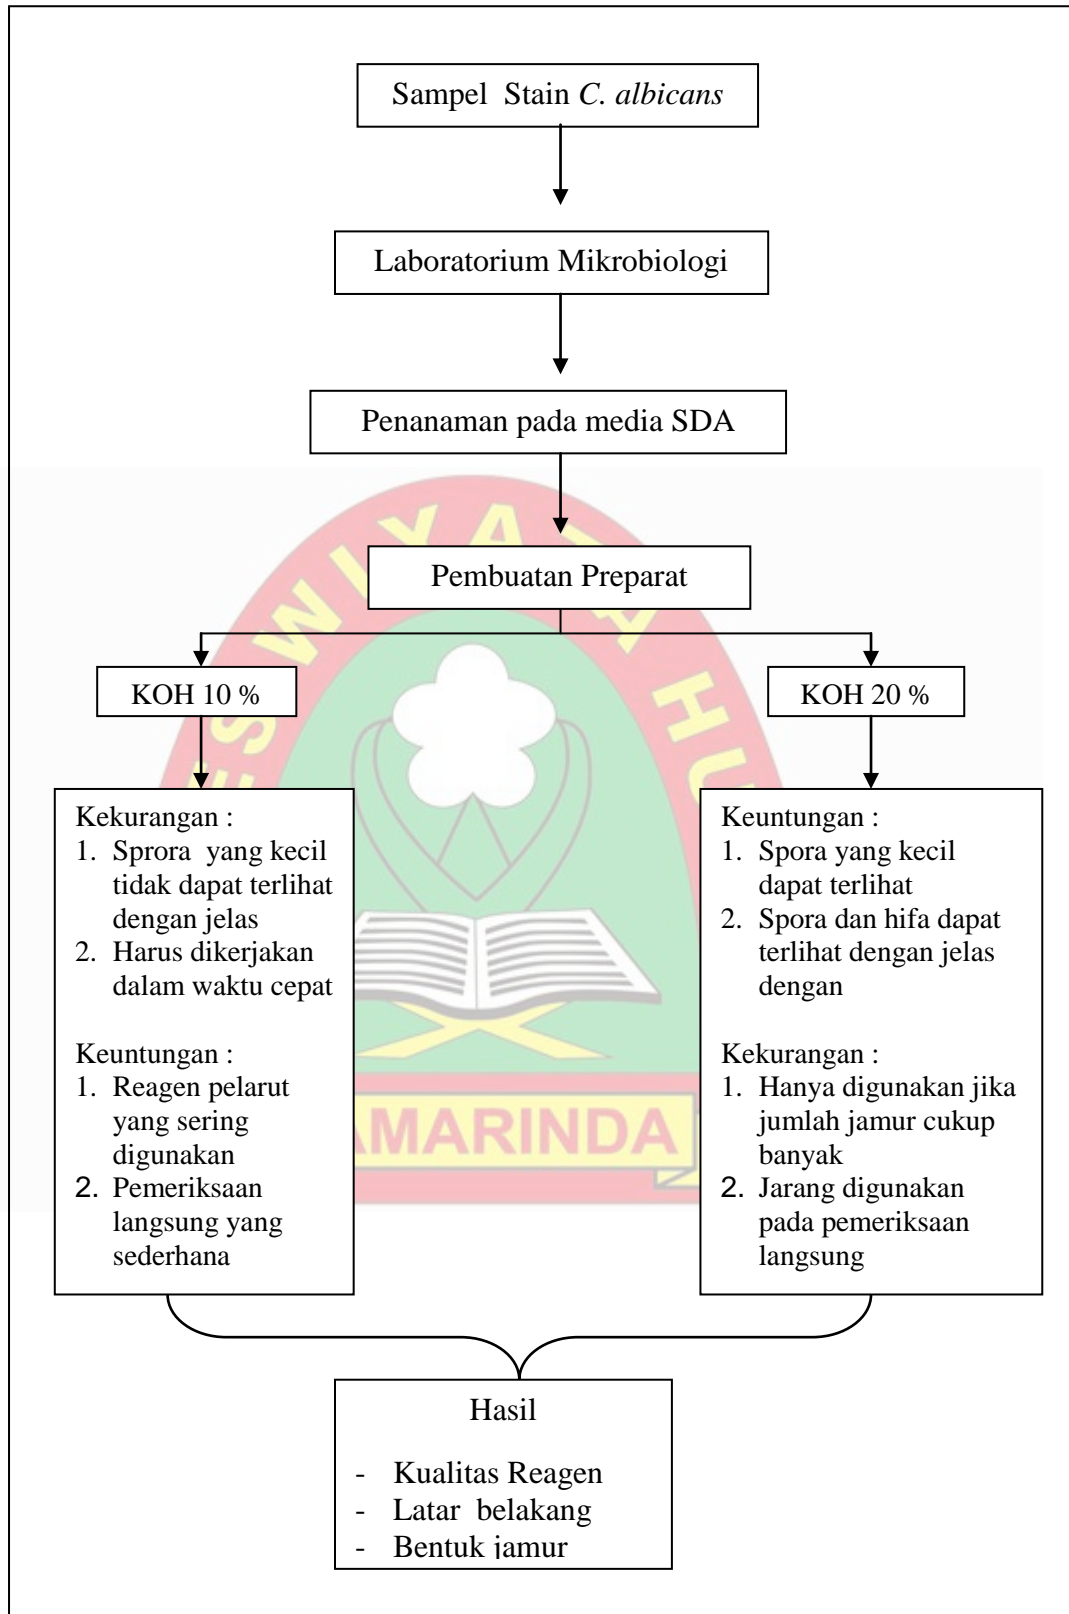 Sampel Stain C. albicans
Laboratorium Mikrobiologi
Penanaman pada media SDA
Pembuatan Preparat
KOH 10 %
KOH 20 %
Kekurangan :
1. Sprora yang kecil
tidak dapat terlihat
dengan jelas
2. Harus dikerjakan
dalam waktu cepat
Keuntungan :
1. Reagen pelarut
yang sering
digunakan
2. Pemeriksaan
langsung yang
sederhana
Keuntungan :
1. Spora yang kecil
dapat terlihat
2. Spora dan hifa dapat
terlihat dengan jelas
dengan
Kekurangan :
1. Hanya digunakan jika
jumlah jamur cukup
banyak
2. Jarang digunakan
pada pemeriksaan
langsung
Hasil
- Kualitas Reagen
- Latar belakang
- Bentuk jamur
ES WIYATA HU
AMARINDA